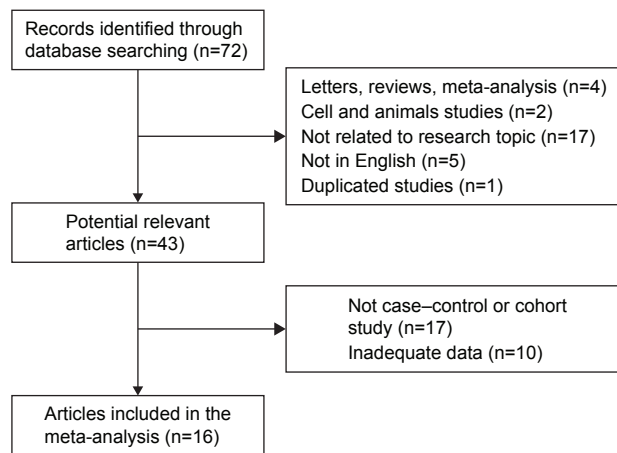 Records identified through
database searching (n=72)
Letters, reviews, meta-analysis (n=4)
Cell and animals studies (n=2)
Not related to research topic (n=17)
Not in English (n=5)
Duplicated studies (n=1)
Potential relevant
articles (n=43)
Not case–control or cohort
study (n=17)
Inadequate data (n=10)
Articles included in the
meta-analysis (n=16)